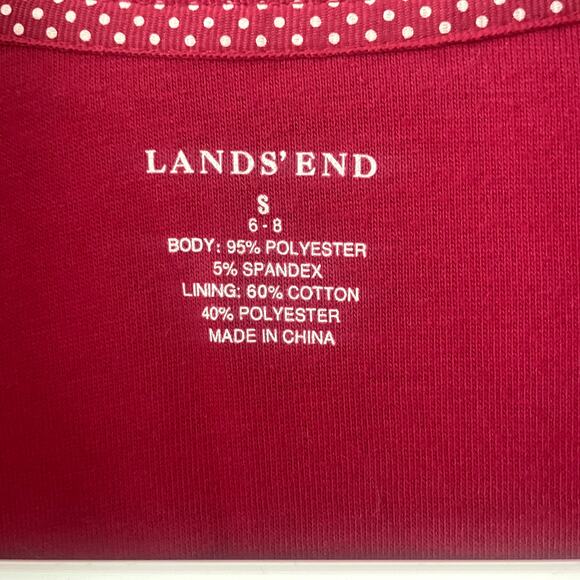 LANDS' END
S
6 - 8
BODY: 95% POLYESTER
5% SPANDEX
LINING: 60% COTTON
40% POLYESTER
MADE IN CHINA